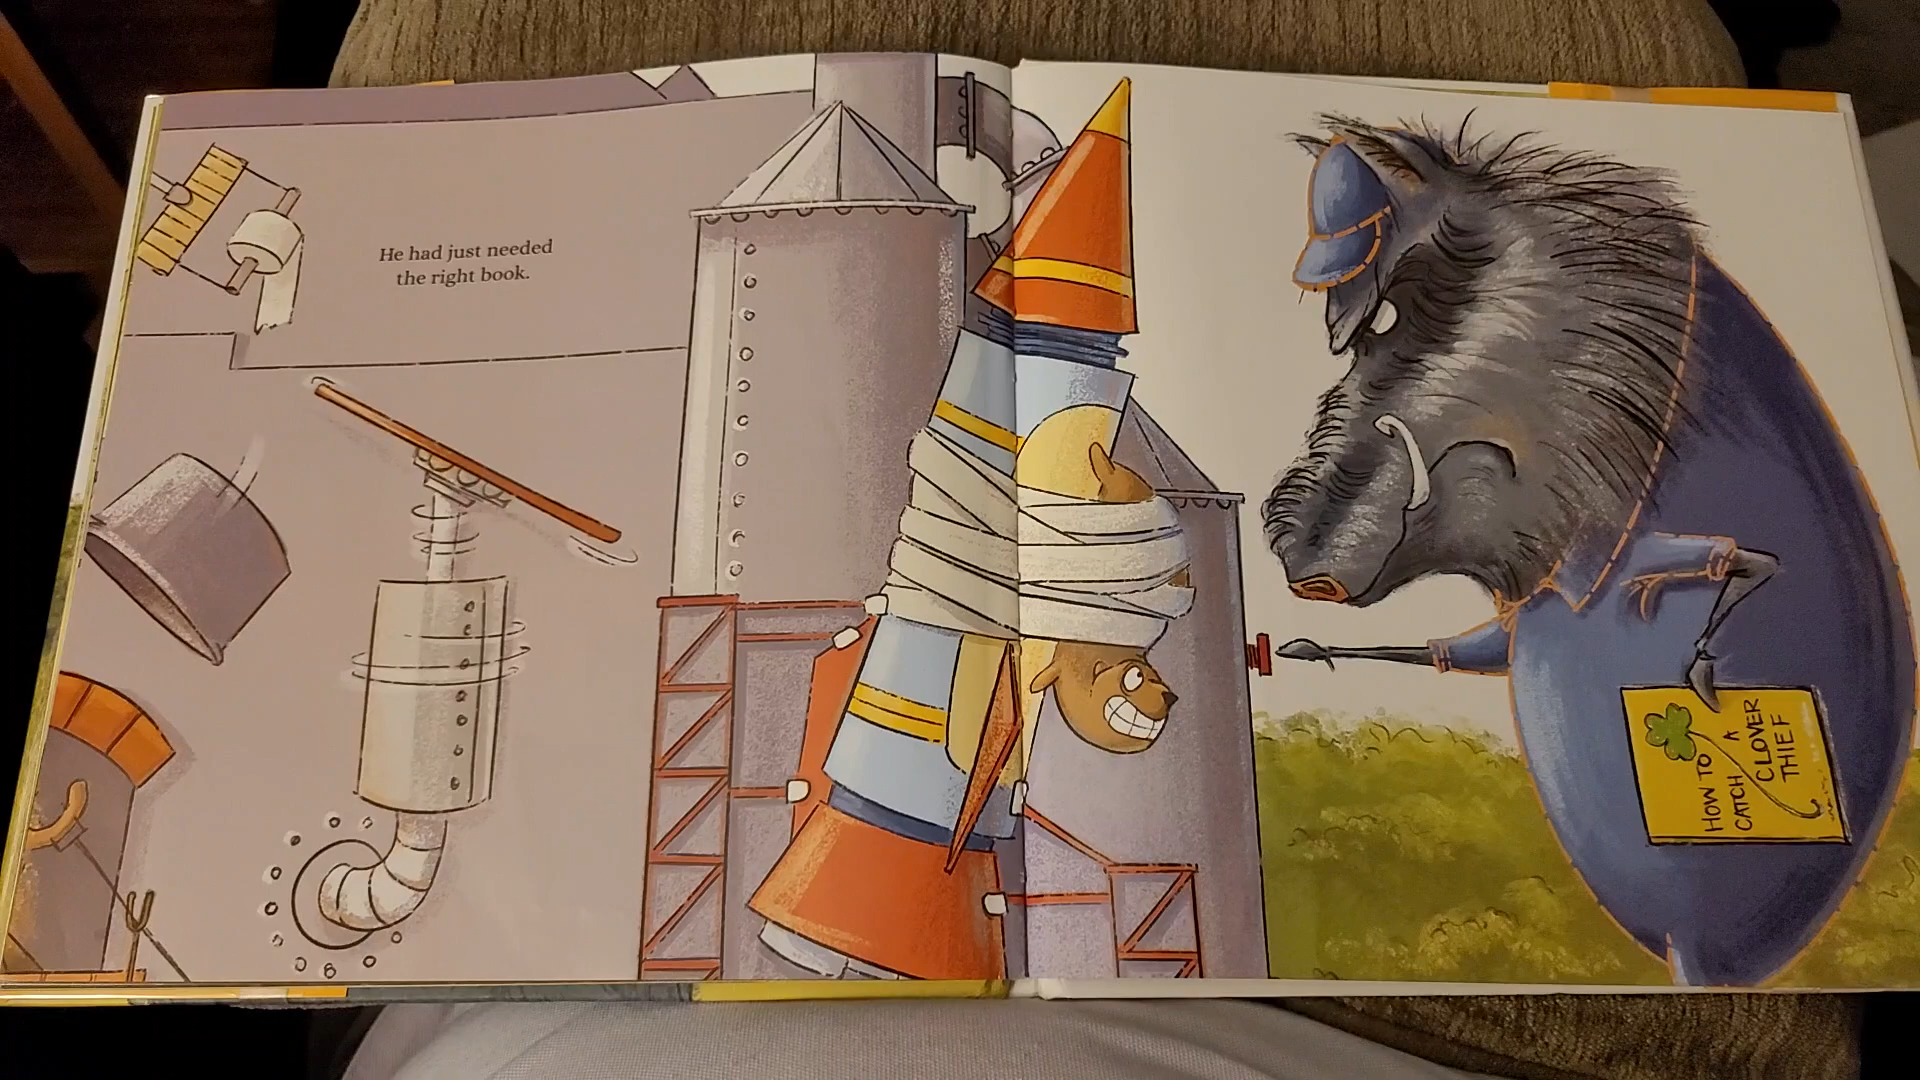 He had just needed
the right book.
HOW TO
CATCH A
CLOVER
THIEF